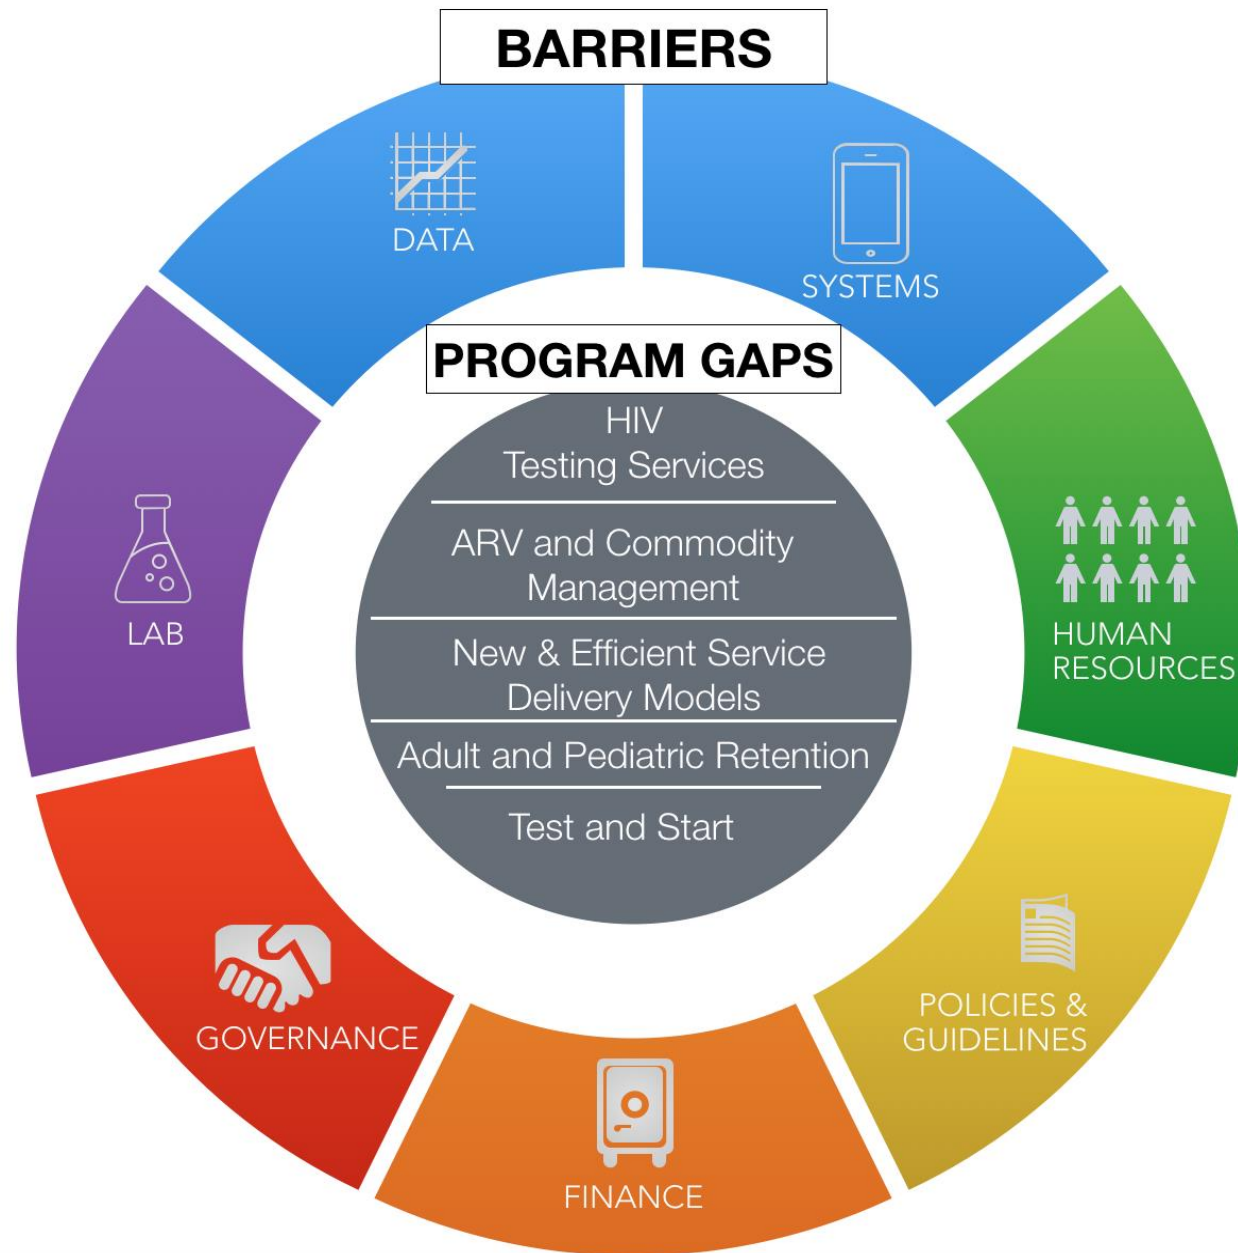 BARRIERS
DATA
SYSTEMS
PROGRAM GAPS
HIV
Testing Services
ARV and Commodity
Management
New & Efficient Service
Delivery Models
Adult and Pediatric Retention
Test and Start
LAB
HUMAN
RESOURCES
GOVERNANCE
POLICIES &
GUIDELINES
FINANCE